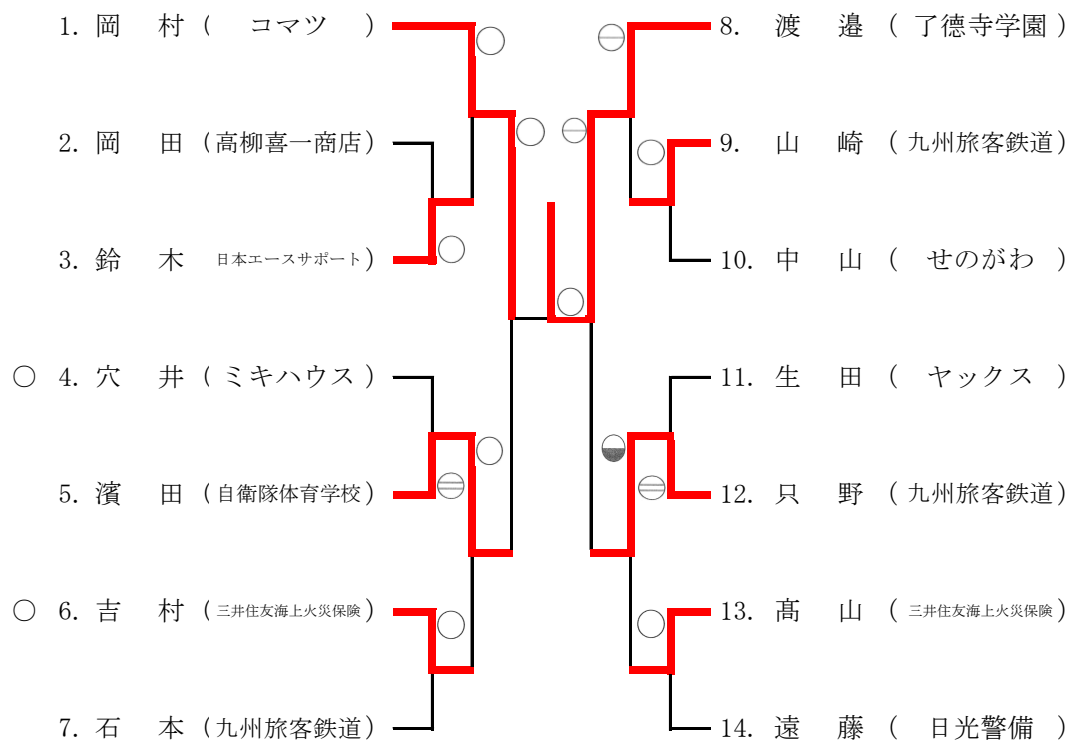 1. 岡 村 ( コマツ )
2. 岡 田 (高柳喜一商店)
3. 鈴 木 日本エースサポート)
○ 4. 穴 井 ( ミキハウス )
5. 濱 田 (自衛隊体育学校)
○ 6. 吉 村 (三井住友海上火災保険)
7. 石 本 (九州旅客鉄道)
8. 渡 邉 ( 了德寺学園 )
9. 山 崎 ( 九州旅客鉄道)
10. 中 山 ( せのがわ )
11. 生 田 ( ヤックス )
12. 只 野 ( 九州旅客鉄道)
13. 髙 山 ( 三井住友海上火災保険)
14. 遠 藤 ( 日光警備 )